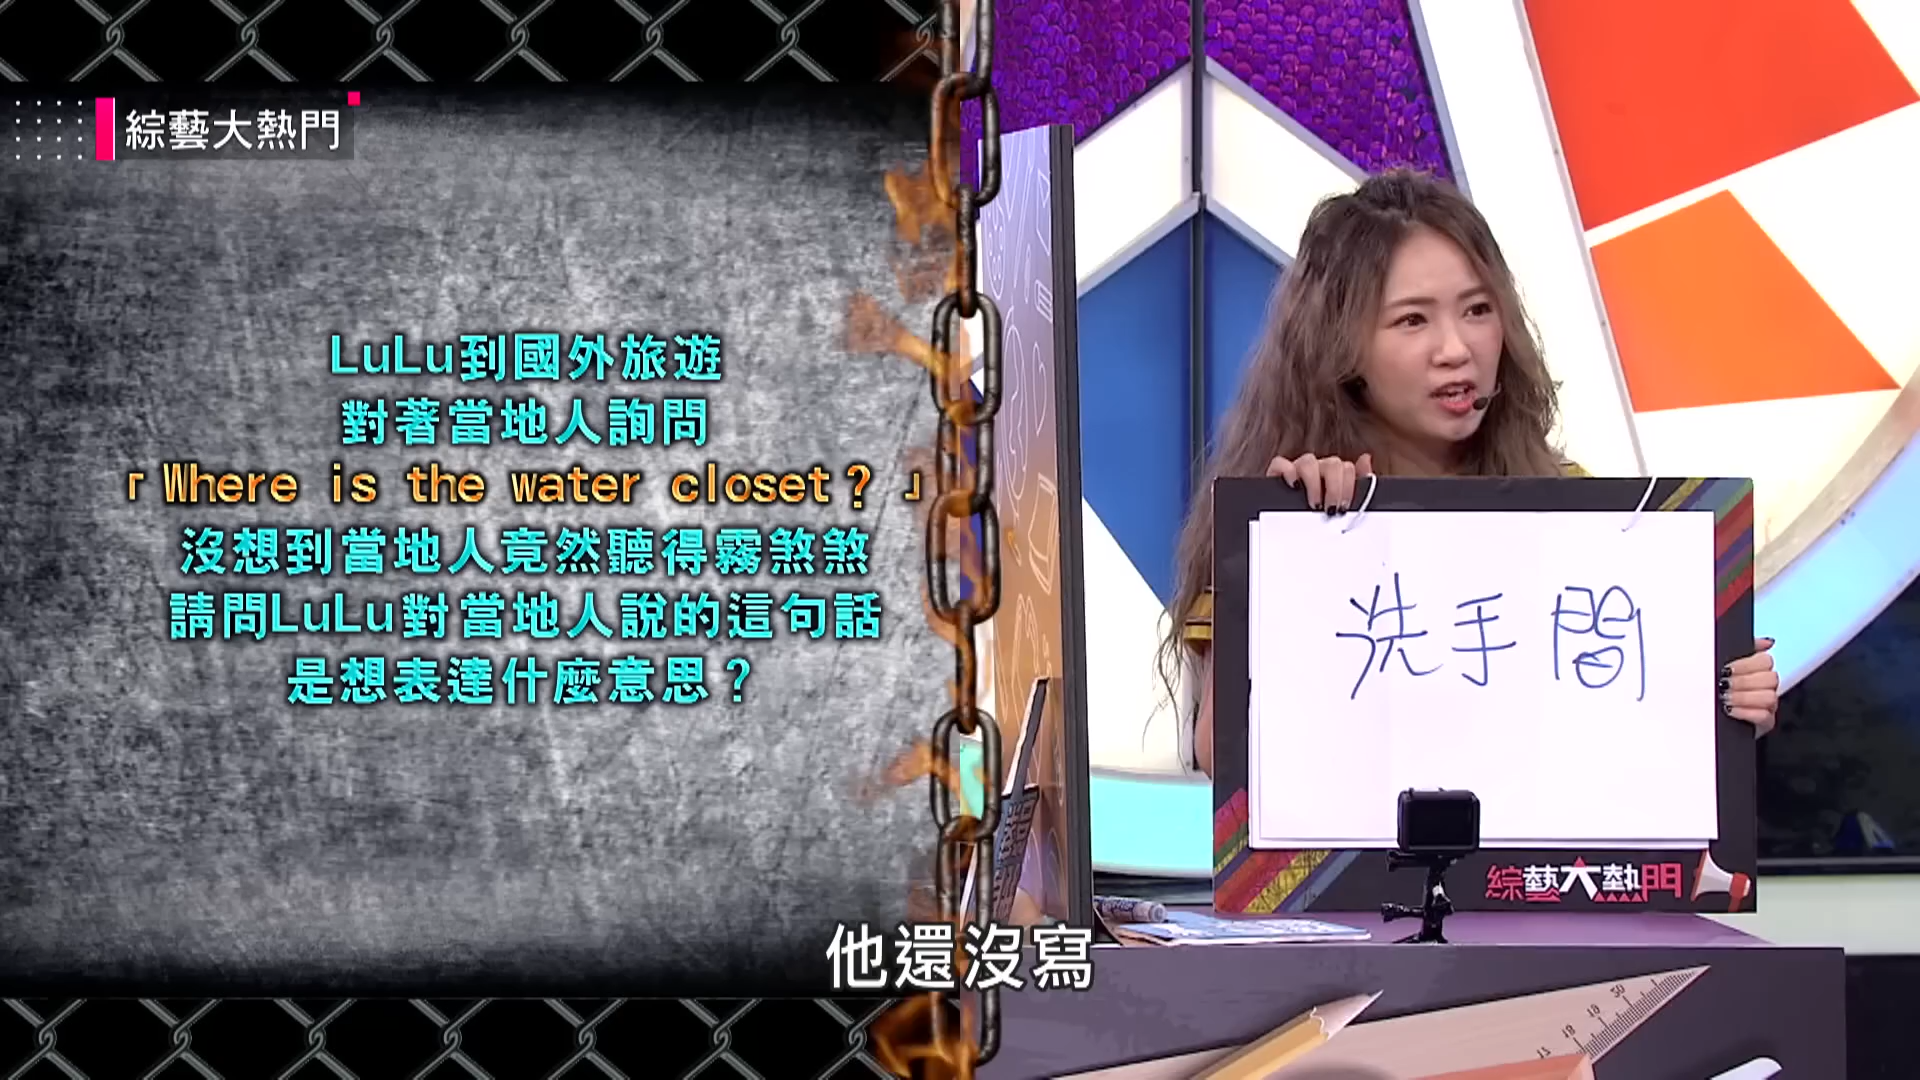 綜藝大熱門
LuLu到國外旅遊
對著當地人詢問
「Where is the water closet？」
沒想到當地人竟然聽得霧煞煞
請問LuLu對當地人說的這句話
是想表達什麼意思？
洗手間
綜藝大熱門
他還沒寫